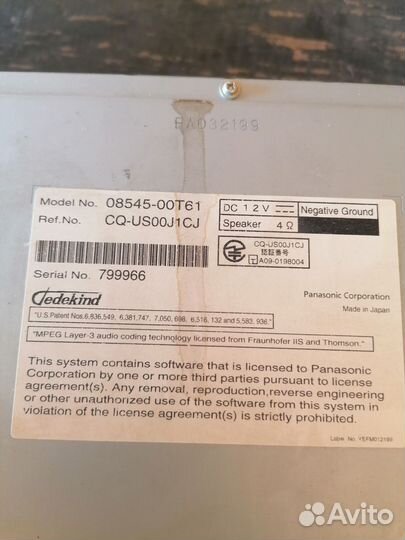 EA032199
Model No. 08545-00T61
Ref.No. CQ-US00J1CJ
DC 12V
Negative Ground
Speaker 4Ω
CQ-US00J1CJ
認証番号
A09-0198004
Serial No. 799966
Jedekind
Panasonic Corporation
Made in Japan
"U.S.Patent Nos.6,836,549, 6,381,747, 7,050,698, 6,516,132 and 5,583,936."
"MPEG Layer-3 audio coding technology licensed from Fraunhofer IIS and Thomson."
This system contains software that is licensed to Panasonic
Corporation by one or more third parties pursuant to license
agreement(s). Any removal, reproduction,reverse engineering
or other unauthorized use of the software from this system in
violation of the license agreement(s) is strictly prohibited.
Label No. YEFM012199
Avito